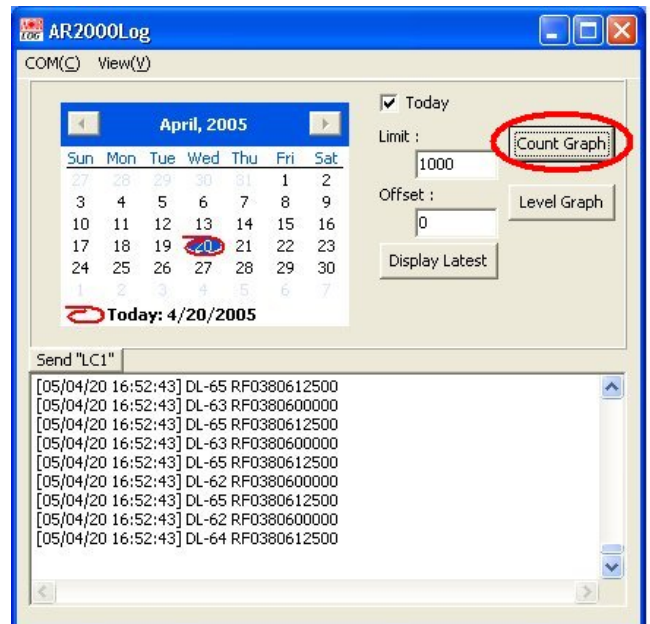 AR2000Log
COM(C) View(V)
April, 2005
Sun Mon Tue Wed Thu Fri Sat
27 28 29 30 31 1 2
3 4 5 6 7 8 9
10 11 12 13 14 15 16
17 18 19 20 21 22 23
24 25 26 27 28 29 30
1 2 3 4 5 6 7
Today: 4/20/2005
Today
Limit :
1000
Offset :
0
Display Latest
Count Graph
Level Graph
Send "LC1"
[05/04/20 16:52:43] DL-65 RF0380612500
[05/04/20 16:52:43] DL-63 RF0380600000
[05/04/20 16:52:43] DL-65 RF0380612500
[05/04/20 16:52:43] DL-63 RF0380600000
[05/04/20 16:52:43] DL-65 RF0380612500
[05/04/20 16:52:43] DL-62 RF0380600000
[05/04/20 16:52:43] DL-65 RF0380612500
[05/04/20 16:52:43] DL-62 RF0380600000
[05/04/20 16:52:43] DL-64 RF0380612500